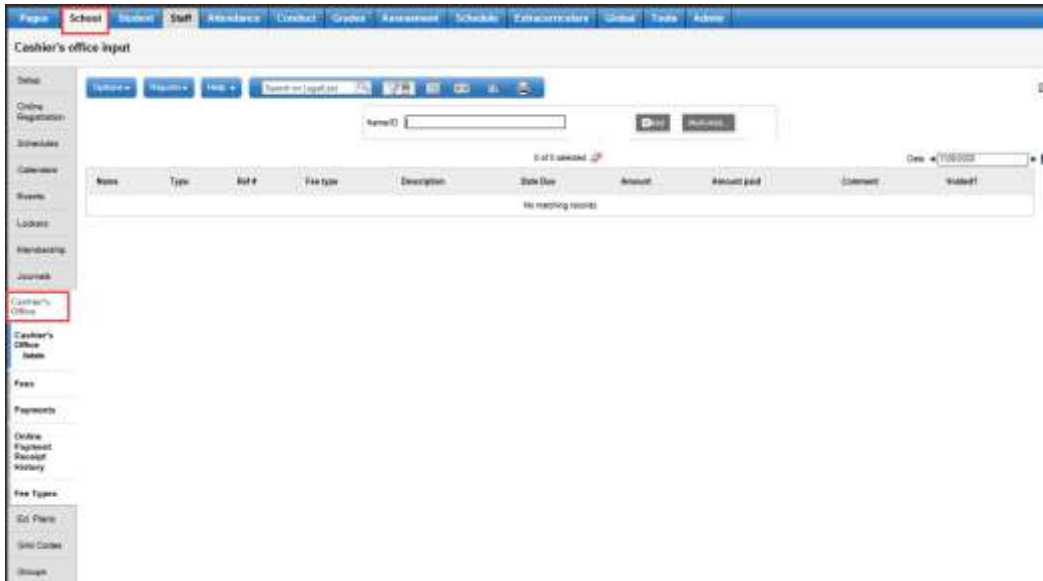 Pages School Student Staff Attendance Conduct Grades Assessment Schedule Extracurriculars Global Tools Admin
Cashier's office input
Setup
Options Reports Help Search on
Online
Registration
Name/ID
Schedules
0 of 0 selected
Date
Calendars
Name Type Ref # Fee type Description Date Due Amount Amount paid Comment Voided?
Events
No matching records
Lockers
Membership
Journals
Cashier's
Office
Cashier's
Office
Details
Fees
Payments
Online
Payment
Receipt
History
Fee Types
Ed. Plans
Grid Codes
Groups